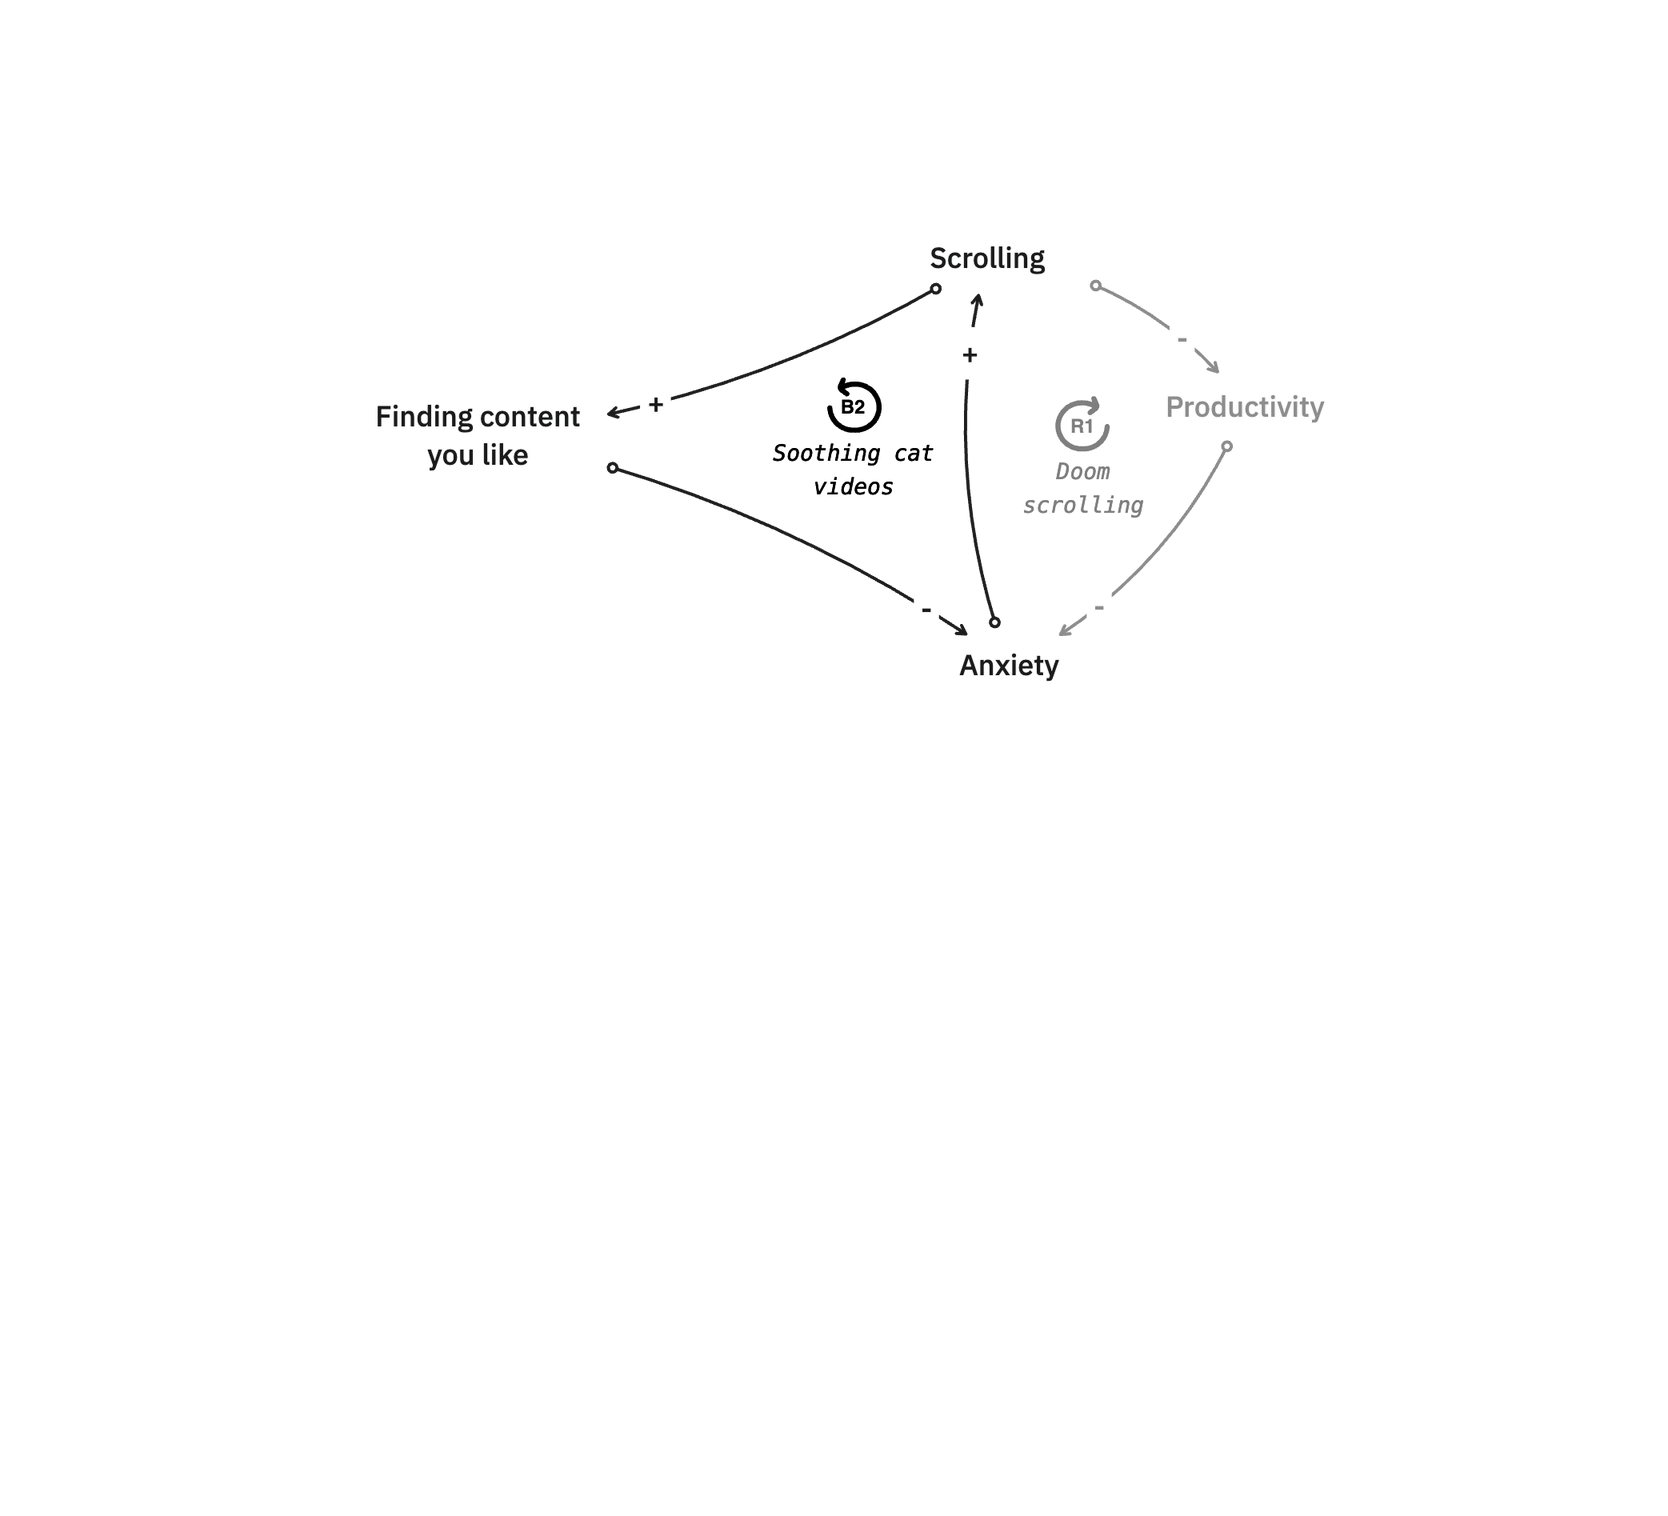 Scrolling
-
+
Productivity
+
Finding content
you like
B2
Soothing cat
videos
R1
Doom
scrolling
-
-
Anxiety